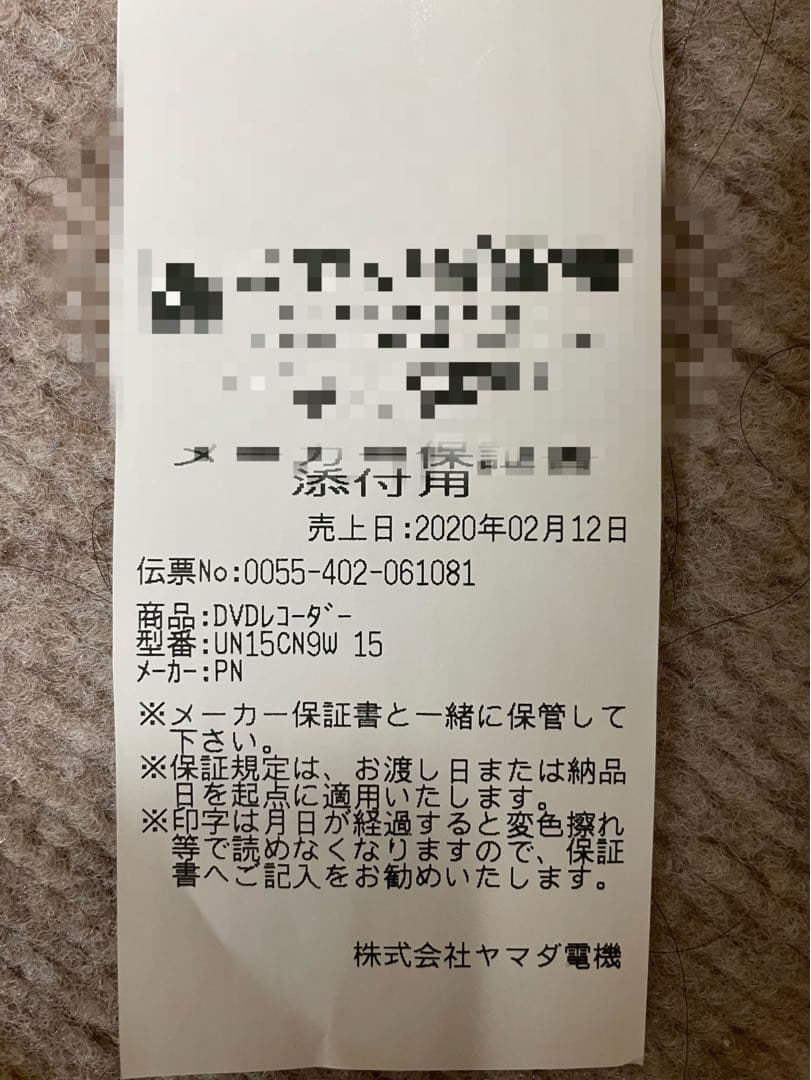 メーカー保証書
添付用
売上日:2020年02月12日
伝票No:0055-402-061081
商品:DVDﾚｺｰﾀﾞｰ
型番:UN15CN9W 15
ﾒｰｶｰ:PN
※メーカー保証書と一緒に保管して
下さい。
※保証規定は、お渡し日または納品
日を起点に適用いたします。
※印字は月日が経過すると変色擦れ
等で読めなくなりますので、保証
書へご記入をお勧めいたします。
株式会社ヤマダ電機